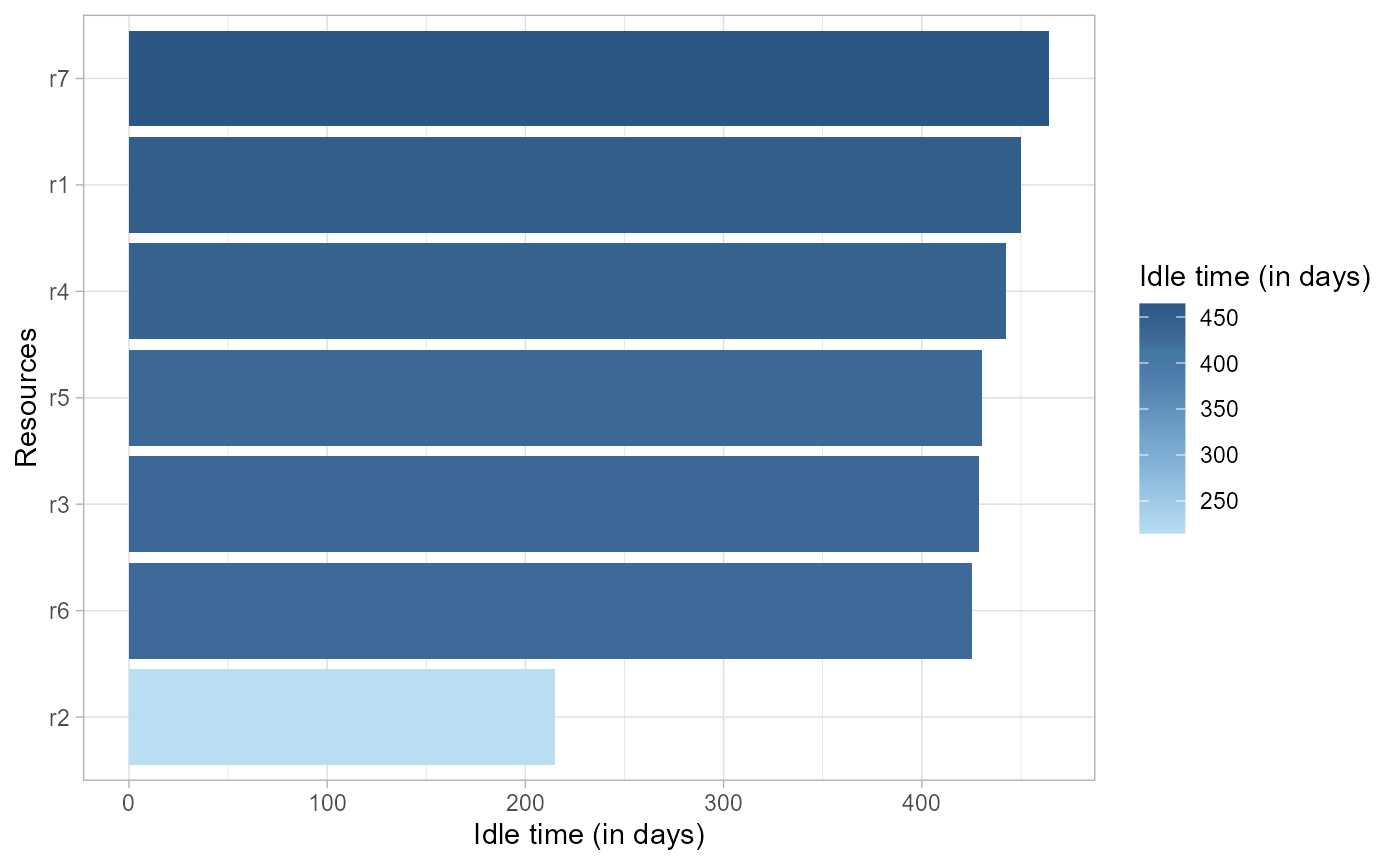 r7
r1
r4
r5
r3
r6
r2
Resources
0 100 200 300 400
Idle time (in days)
Idle time (in days)
450
400
350
300
250